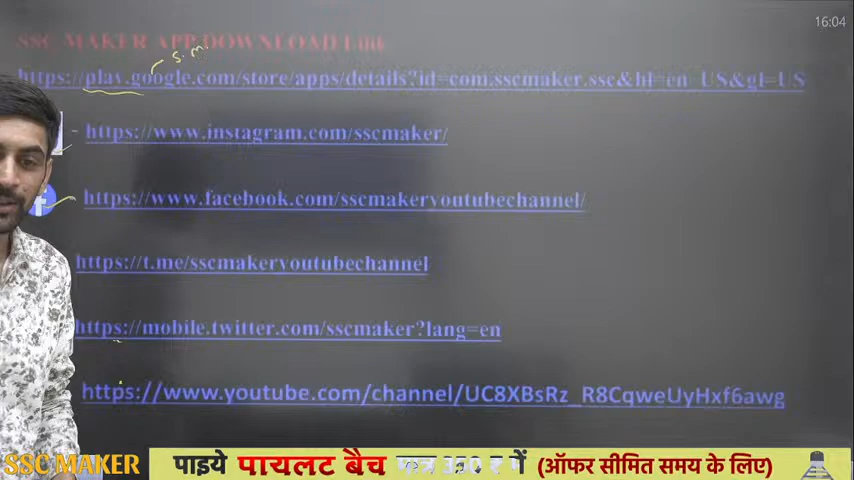 16:04
SSC MAKER APP DOWNLOAD Link
S.M.
https://play.google.com/store/apps/details?id=com.sscmaker.ssc&hl=en_US&gl=US
- https://www.instagram.com/sscmaker/
f - https://www.facebook.com/sscmakeryoutubechannel/
https://t.me/sscmakeryoutubechannel
https://mobile.twitter.com/sscmaker?lang=en
https://www.youtube.com/channel/UC8XBsRz_R8CqweUyHxf6awg
SSC MAKER पाइये पायलट बैच मात्र 350 ₹ में (ऑफर सीमित समय के लिए)